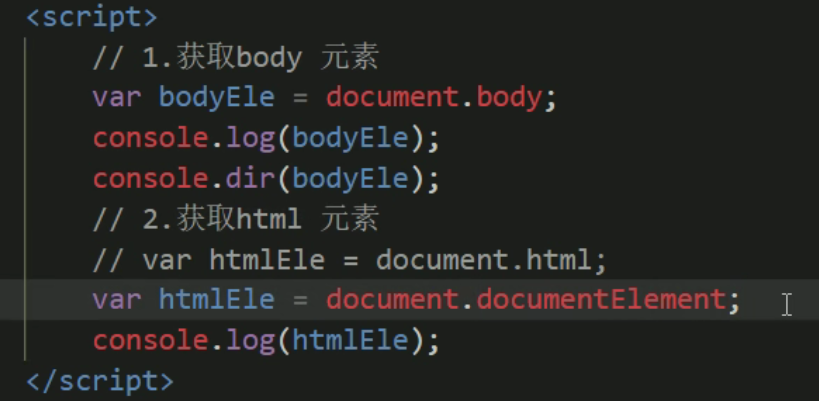 <script>
// 1.获取body 元素
var bodyEle = document.body;
console.log(bodyEle);
console.dir(bodyEle);
// 2.获取html 元素
// var htmlEle = document.html;
var htmlEle = document.documentElement;
console.log(htmlEle);
</script>